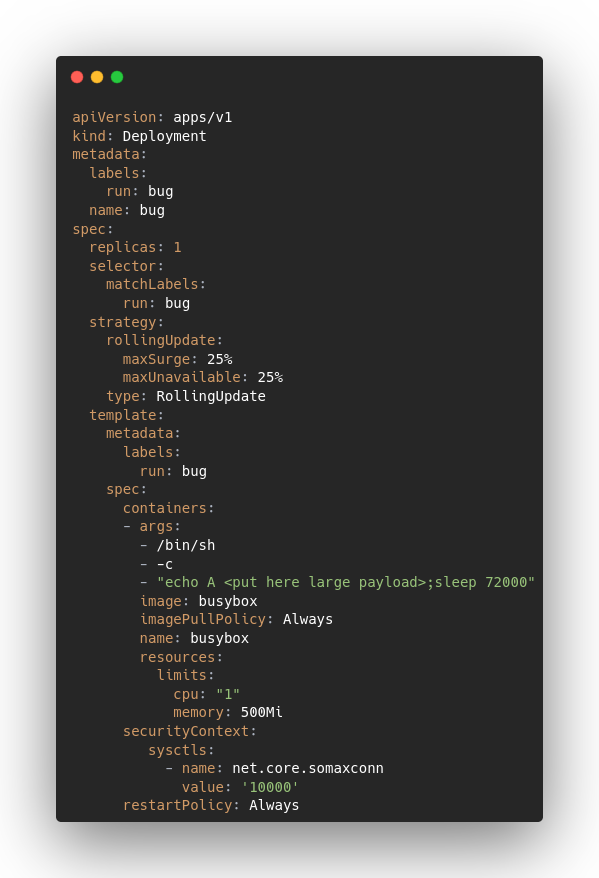 apiVersion: apps/v1
kind: Deployment
metadata:
  labels:
    run: bug
  name: bug
spec:
  replicas: 1
  selector:
    matchLabels:
      run: bug
  strategy:
    rollingUpdate:
      maxSurge: 25%
      maxUnavailable: 25%
    type: RollingUpdate
  template:
    metadata:
      labels:
        run: bug
    spec:
      containers:
      - args:
        - /bin/sh
        - -c
        - "echo A <put here large payload>;sleep 72000"
        image: busybox
        imagePullPolicy: Always
        name: busybox
        resources:
          limits:
            cpu: "1"
            memory: 500Mi
      securityContext:
         sysctls:
           - name: net.core.somaxconn
             value: '10000'
      restartPolicy: Always